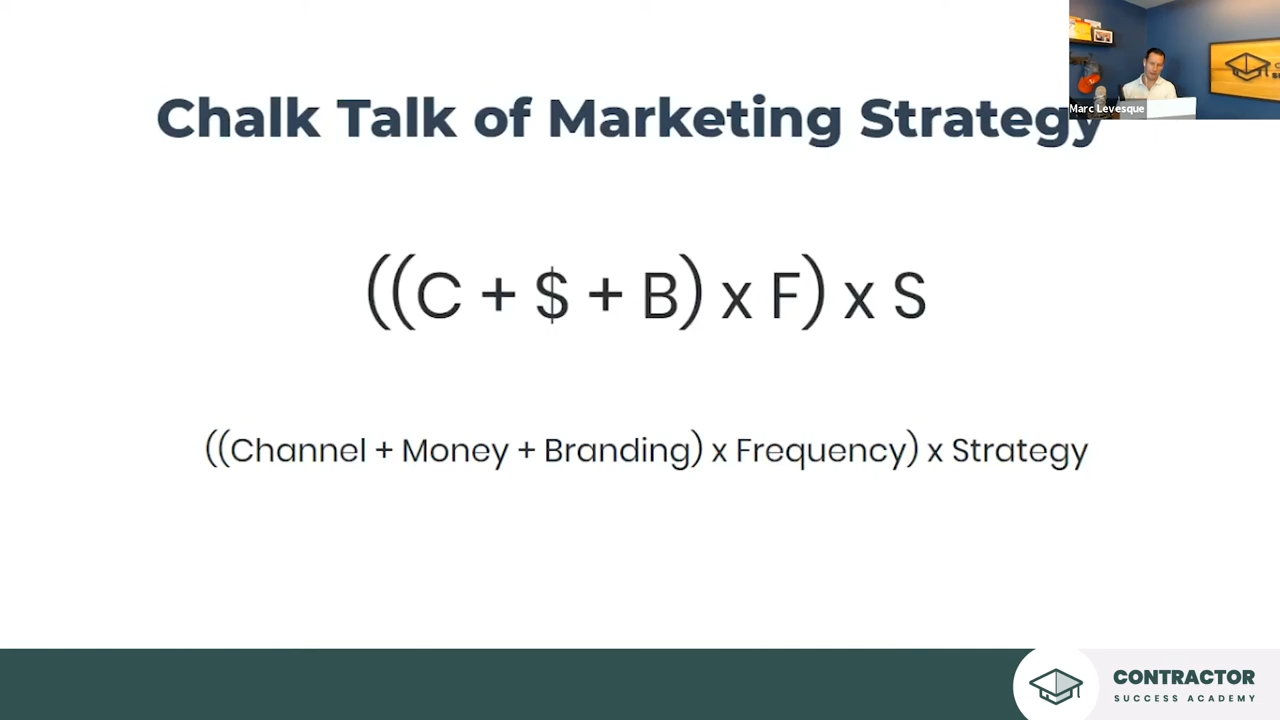 Chalk Talk of Marketing Strategy
Marc Levesque
((C + $ + B) x F) x S
((Channel + Money + Branding) x Frequency) x Strategy
CONTRACTOR
SUCCESS ACADEMY